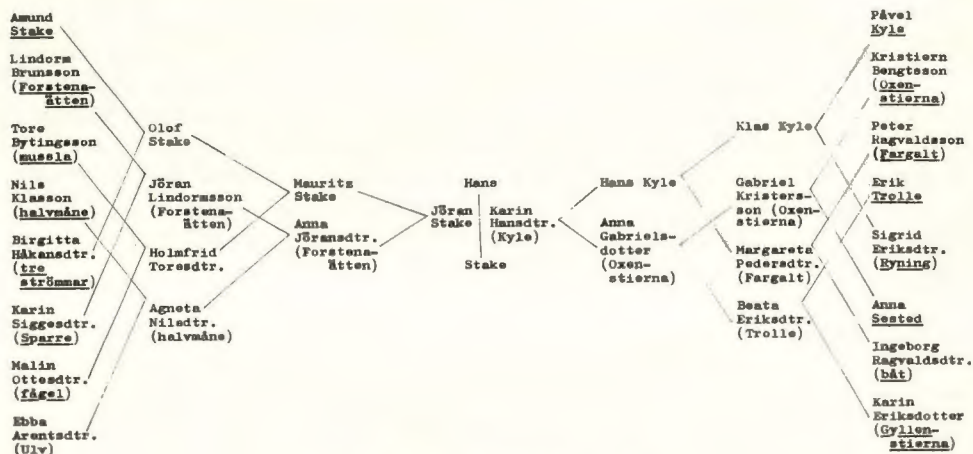 Amund
Stake
Lindorm
Brunsson
(Forstena-
ätten)
Tore
Bytingsson
(mussla)
Nils
Klasson
(halvmåne)
Birgitta
Håkansdtr.
(tre
strömmar)
Karin
Siggesdtr.
(Sparre)
Malin
Ottesdtr.
(fågel)
Ebba
Arentsdtr.
(Ulv)
Olof
Stake
Jöran
Lindormsson
(Forstena-
ätten)
Holmfrid
Toresdtr.
Agneta
Nilsdtr.
(halvmåne)
Mauritz
Stake
Anna
Jöransdtr.
(Forstena-
ätten)
Jöran
Stake
Hans
Stake
Karin
Hansdtr.
(Kyle)
Hans Kyle
Anna
Gabriels-
dotter
(Oxen-
stierna)
Klas Kyle
Gabriel
Kristers-
son (Oxen-
stierna)
Margareta
Pedersdtr.
(Fargalt)
Beata
Eriksdtr.
(Trolle)
Påvel
Kyle
Kristiern
Bengtsson
(Oxen-
stierna)
Peter
Ragvaldsson
(Fargalt)
Erik
Trolle
Sigrid
Eriksdtr.
(Ryning)
Anna
Sested
Ingeborg
Ragvaldsdtr.
(båt)
Karin
Eriksdotter
(Gyllen-
stierna)